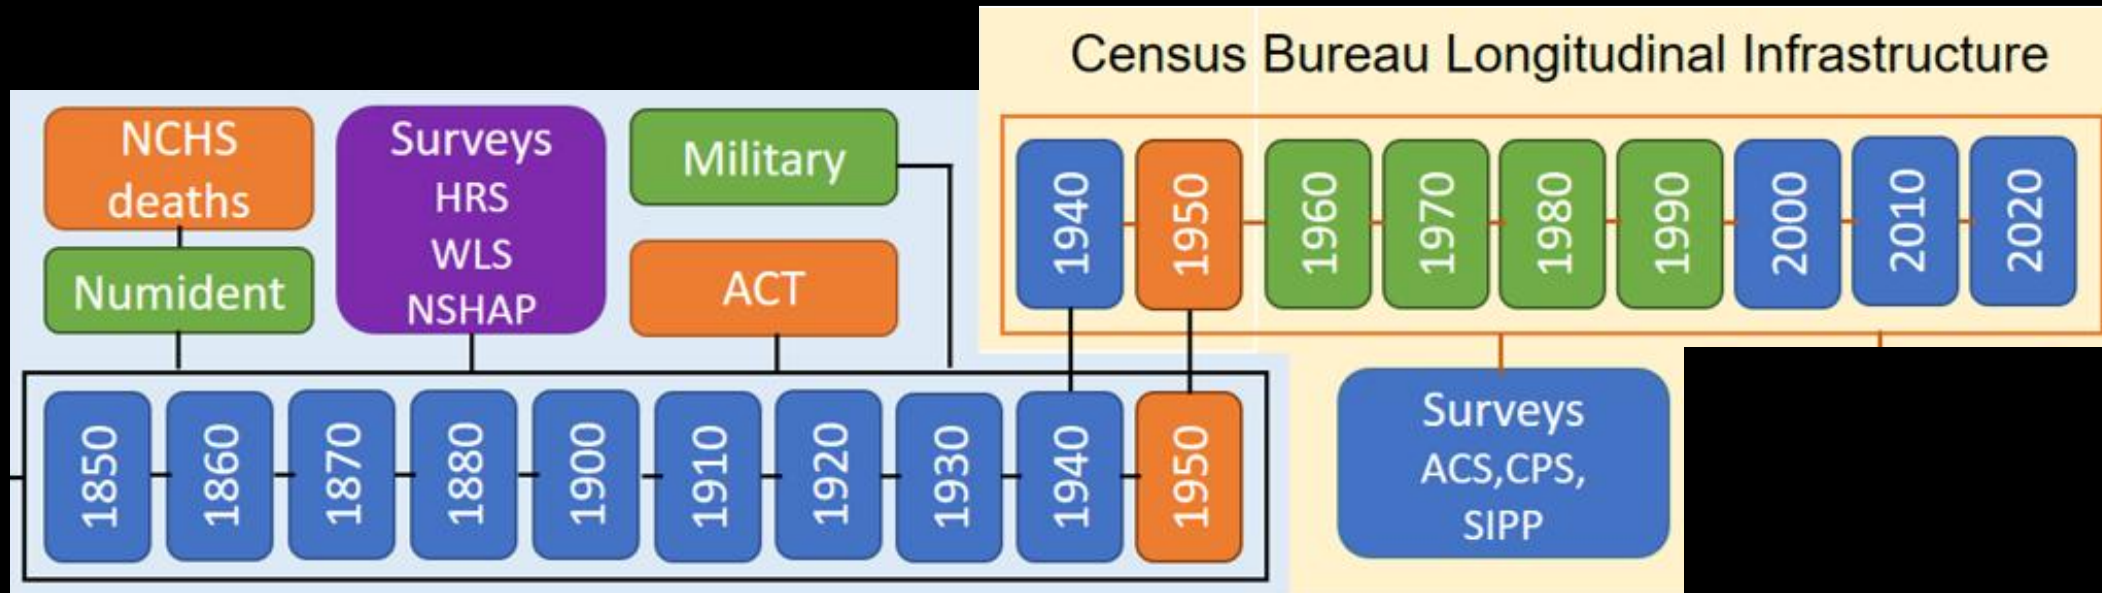 Census Bureau Longitudinal Infrastructure
NCHS
deaths
Numident
Surveys
HRS
WLS
NSHAP
Military
ACT
1940
1950
1960
1970
1980
1990
2000
2010
2020
1850
1860
1870
1880
1900
1910
1920
1930
1940
1950
Surveys
ACS,CPS,
SIPP